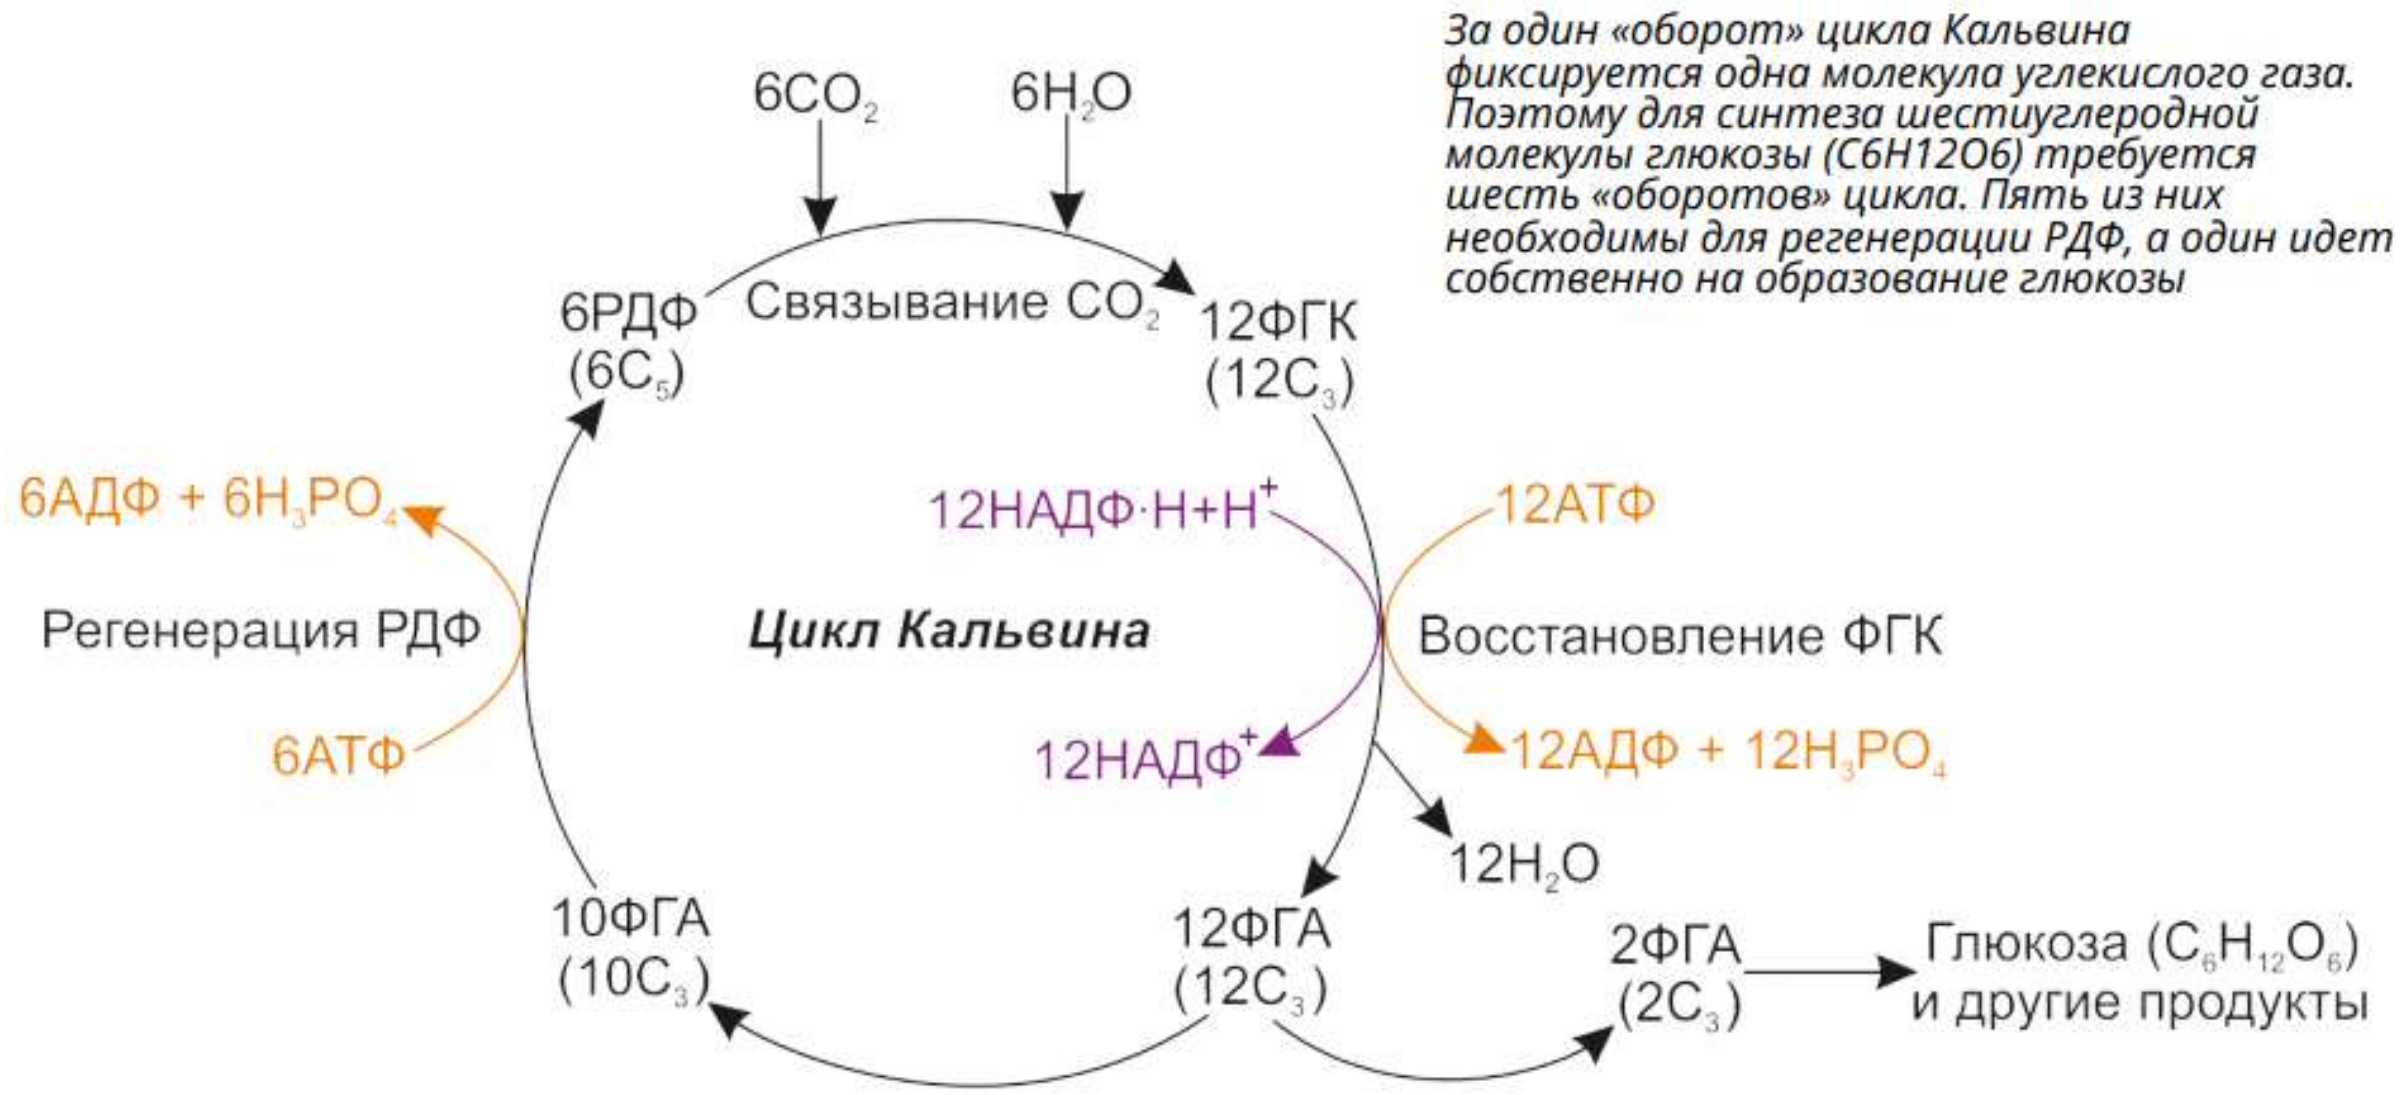 За один «оборот» цикла Кальвина
фиксируется одна молекула углекислого газа.
Поэтому для синтеза шестиуглеродной
молекулы глюкозы (C6H12O6) требуется
шесть «оборотов» цикла. Пять из них
необходимы для регенерации РДФ, а один идет
собственно на образование глюкозы
6CO₂
6H₂O
6РДФ
(6C₅)
Связывание CO₂
12ФГК
(12C₃)
6АДФ + 6H₃PO₄
12НАДФ·Н+Н⁺
12АТФ
Регенерация РДФ
Цикл Кальвина
Восстановление ФГК
6АТФ
12НАДФ⁺
12АДФ + 12H₃PO₄
12H₂O
10ФГА
(10C₃)
12ФГА
(12C₃)
2ФГА
(2C₃)
Глюкоза (C₆H₁₂O₆)
и другие продукты